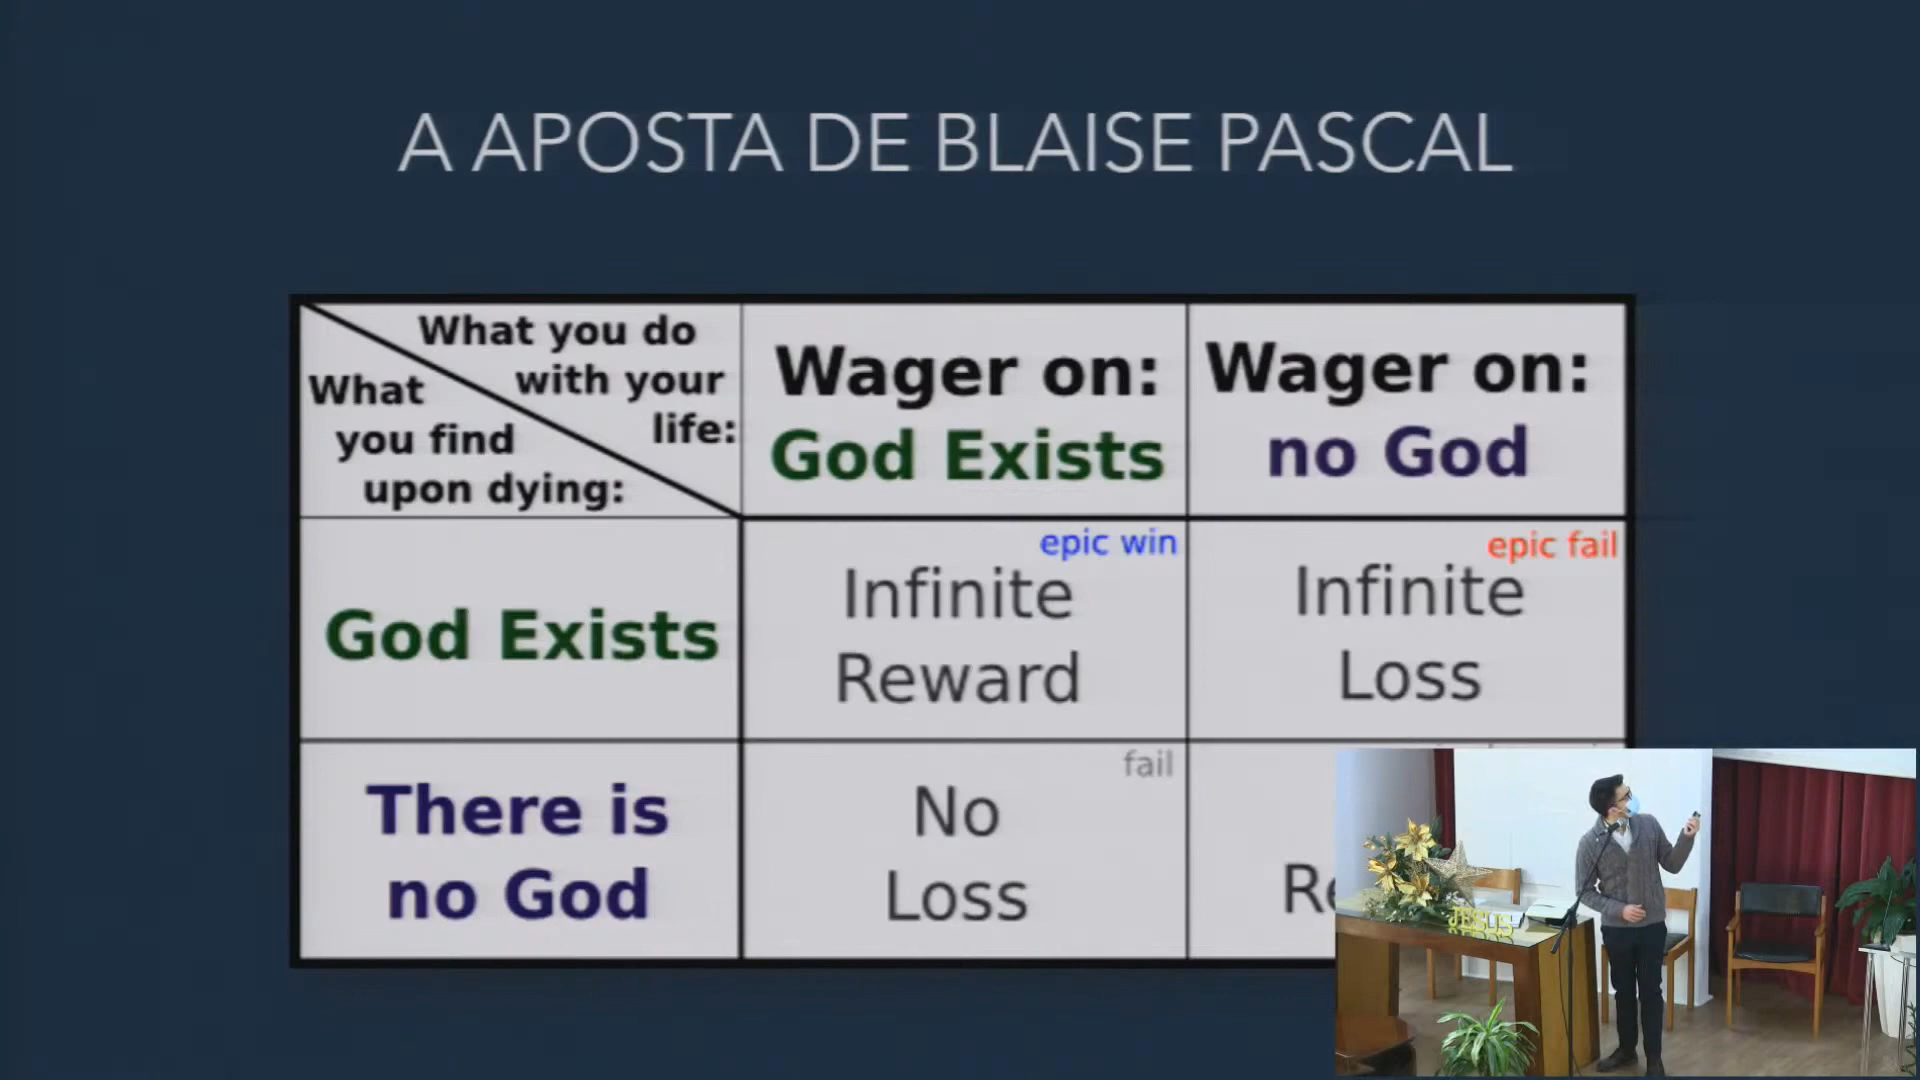 A APOSTA DE BLAISE PASCAL
What you do
with your
life:
What
you find
upon dying:
Wager on:
God Exists
Wager on:
no God
God Exists
epic win
Infinite
Reward
epic fail
Infinite
Loss
There is
no God
fail
No
Loss
JESUS